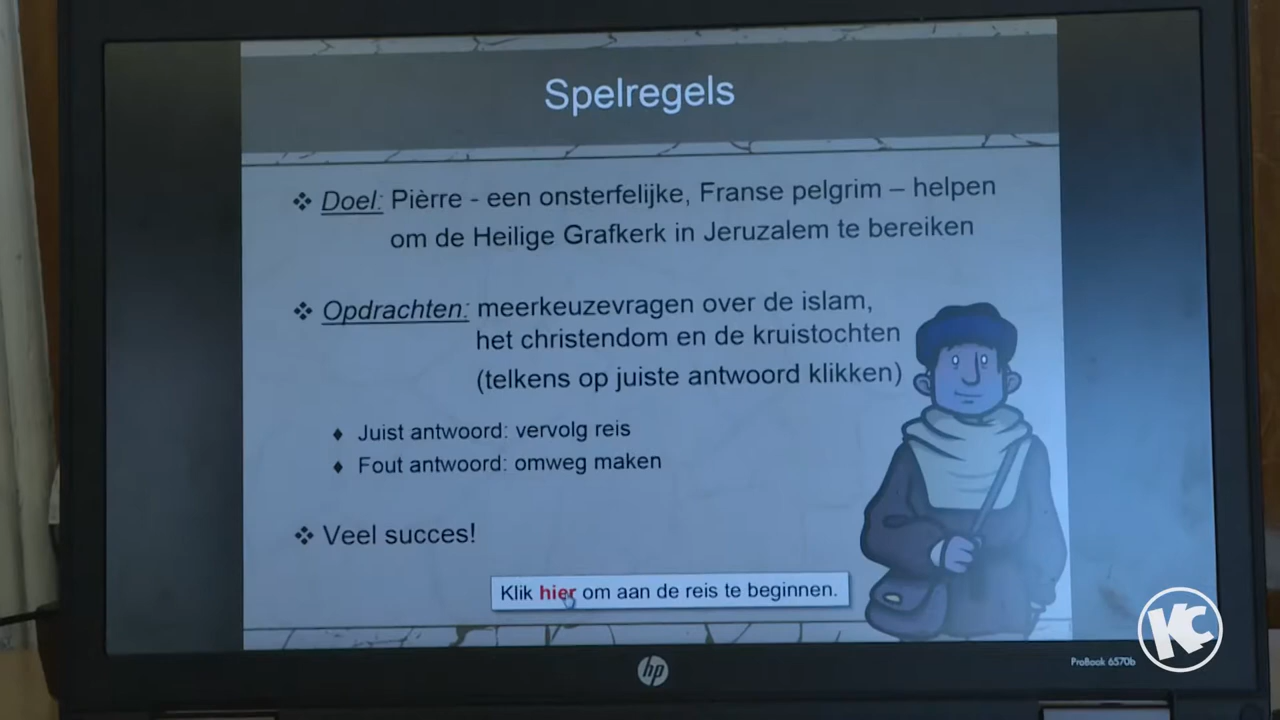 Spelregels
❖ Doel: Pièrre - een onsterfelijke, Franse pelgrim – helpen
om de Heilige Grafkerk in Jeruzalem te bereiken
❖ Opdrachten: meerkeuzevragen over de islam,
het christendom en de kruistochten
(telkens op juiste antwoord klikken)
♦ Juist antwoord: vervolg reis
♦ Fout antwoord: omweg maken
❖ Veel succes!
Klik hier om aan de reis te beginnen.
hp
ProBook 6570b
KC